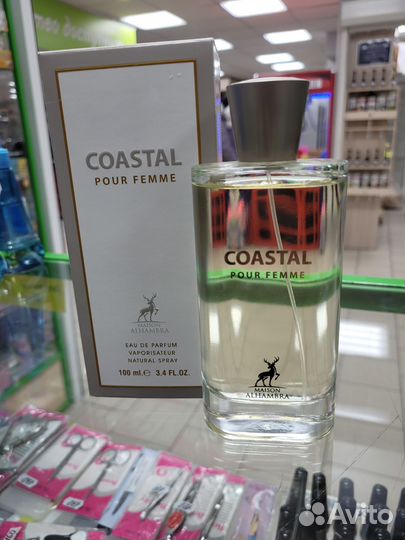 COASTAL
POUR FEMME
MAISON
ALHAMBRA
EAU DE PARFUM
VAPORISATEUR
NATURAL SPRAY
100 ml.℮ 3.4 FL.OZ.
COASTAL
POUR FEMME
MAISON
ALHAMBRA
Avito